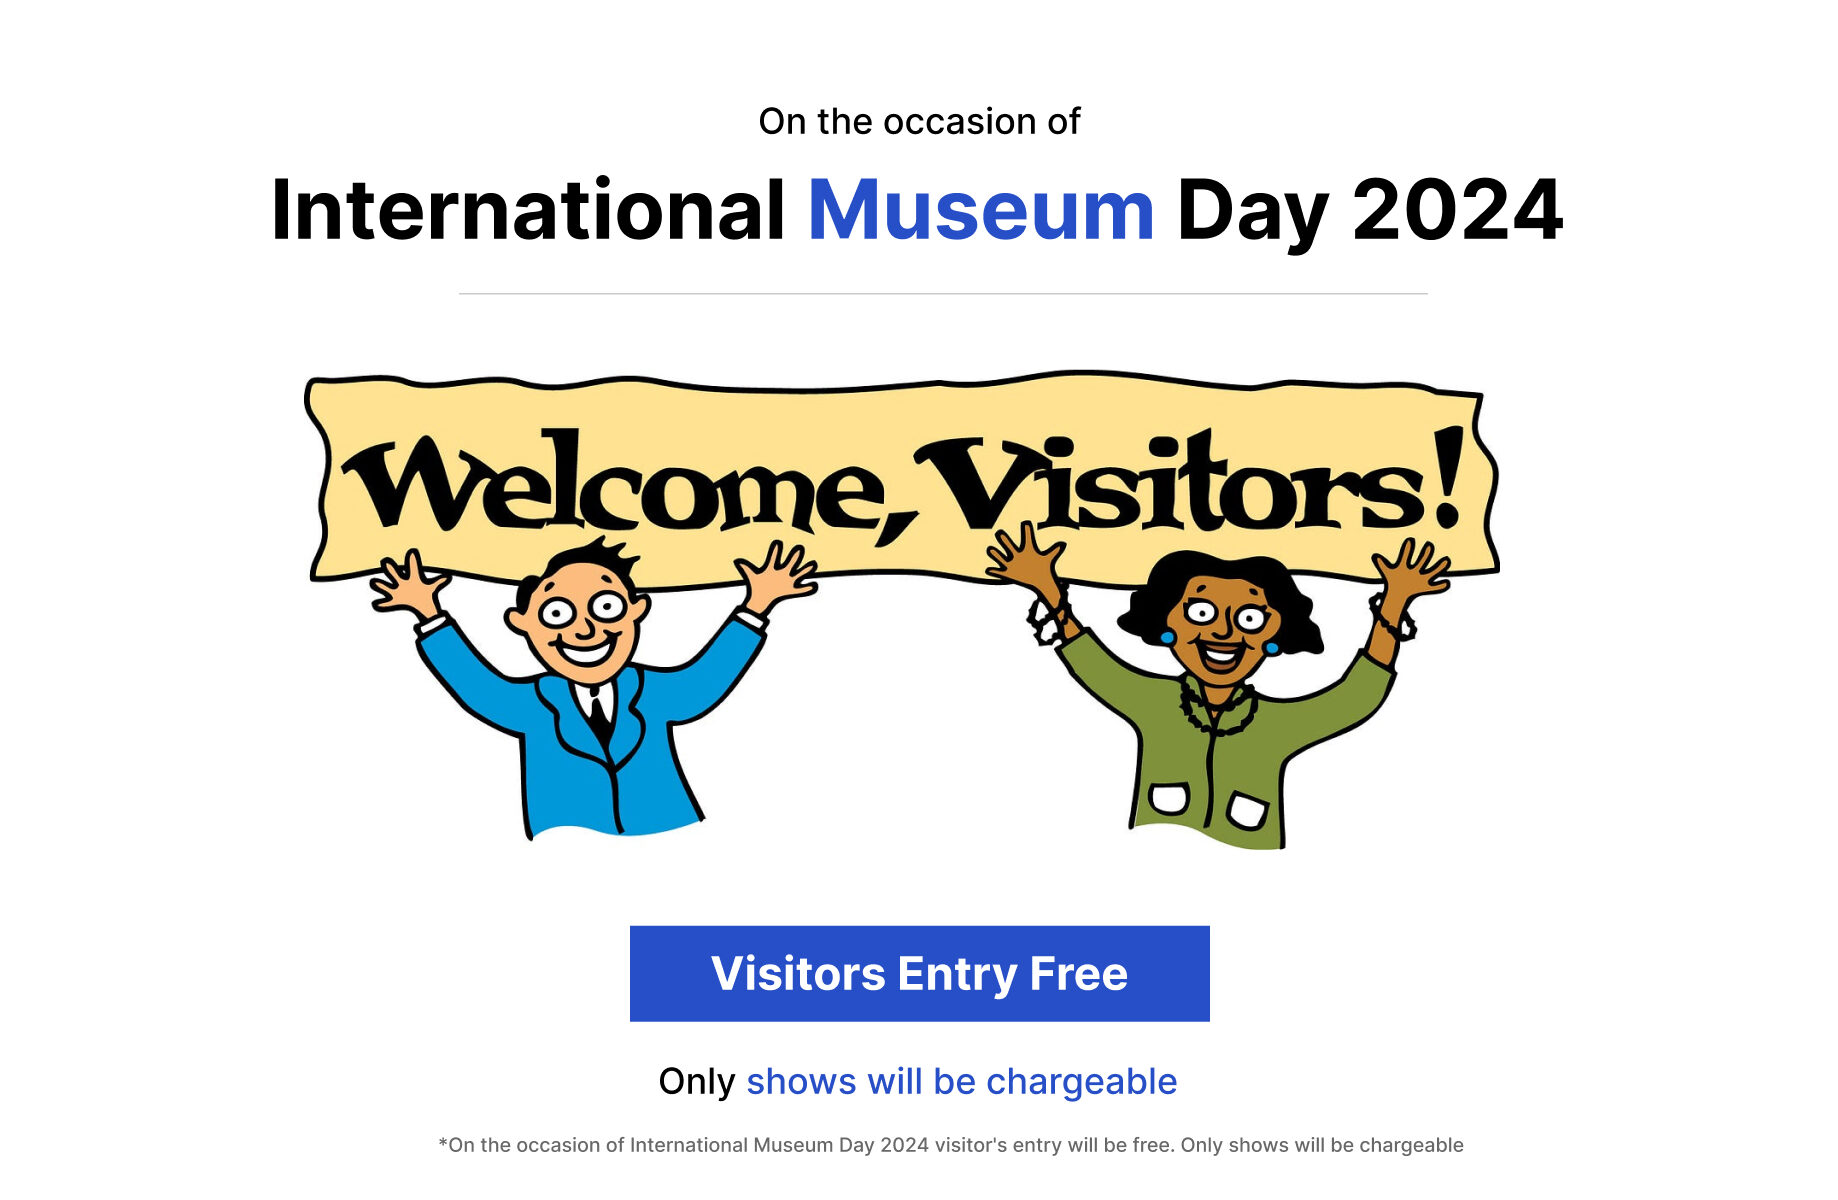 On the occasion of
International Museum Day 2024
Welcome, Visitors!
Visitors Entry Free
Only shows will be chargeable
*On the occasion of International Museum Day 2024 visitor's entry will be free. Only shows will be chargeable